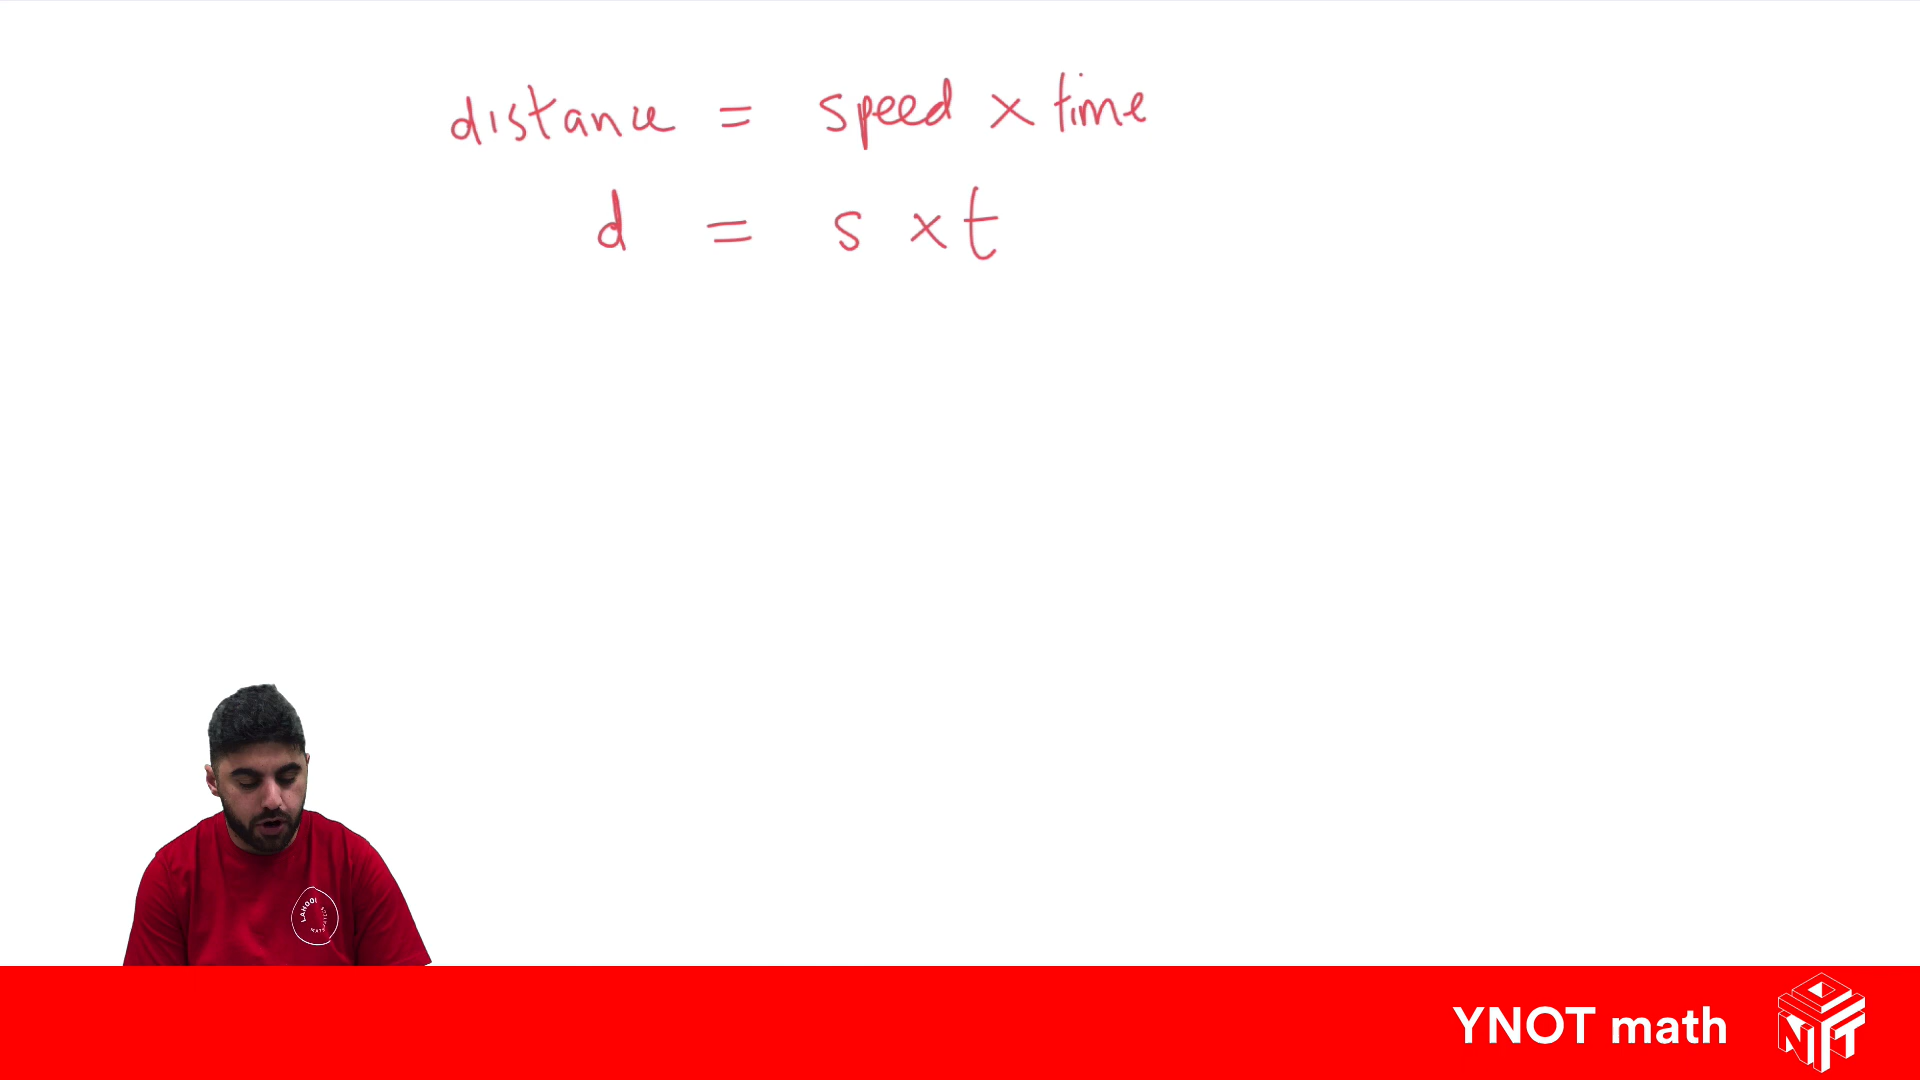 distance = speed × time
d = s × t
YNOT math